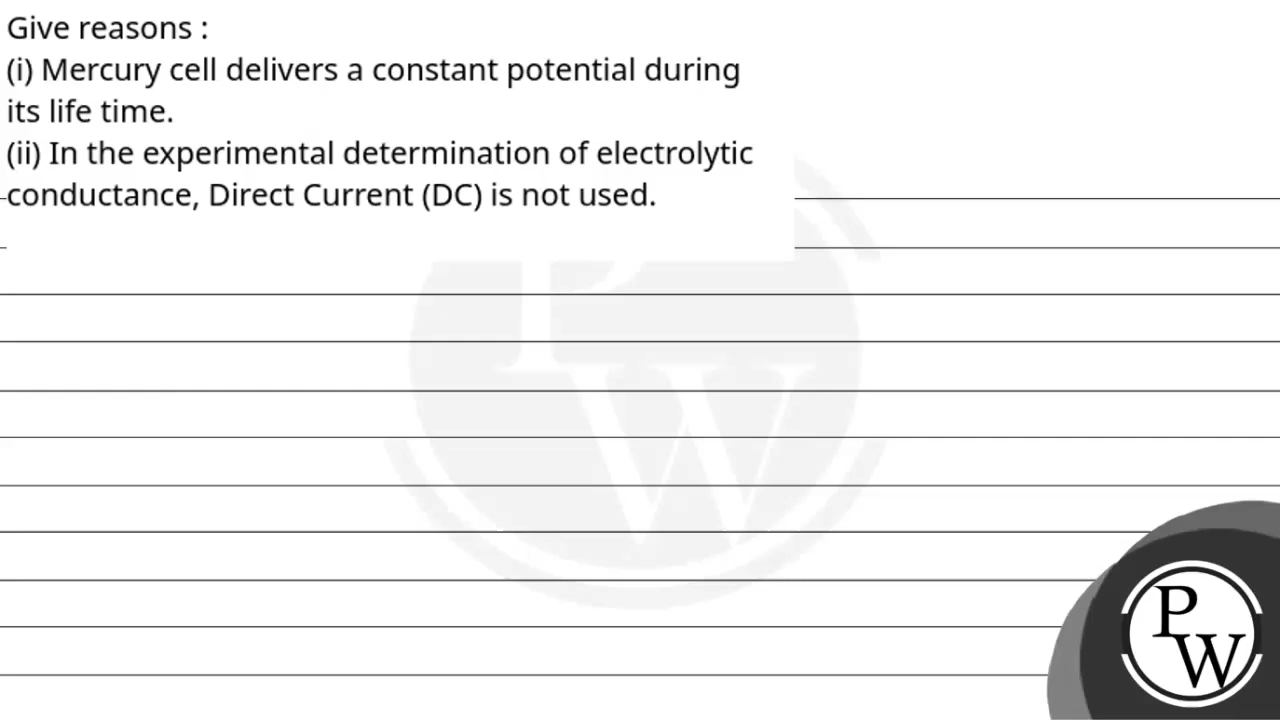 Give reasons :
(i) Mercury cell delivers a constant potential during
its life time.
(ii) In the experimental determination of electrolytic
conductance, Direct Current (DC) is not used.
PW
PW